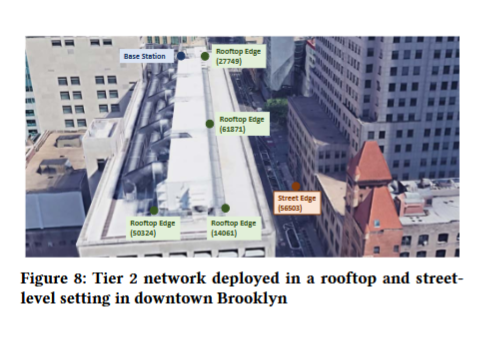 Base Station
Rooftop Edge
(27749)
Rooftop Edge
(61871)
Street Edge
(56503)
Rooftop Edge
(50324)
Rooftop Edge
(14061)
Figure 8: Tier 2 network deployed in a rooftop and street-
level setting in downtown Brooklyn